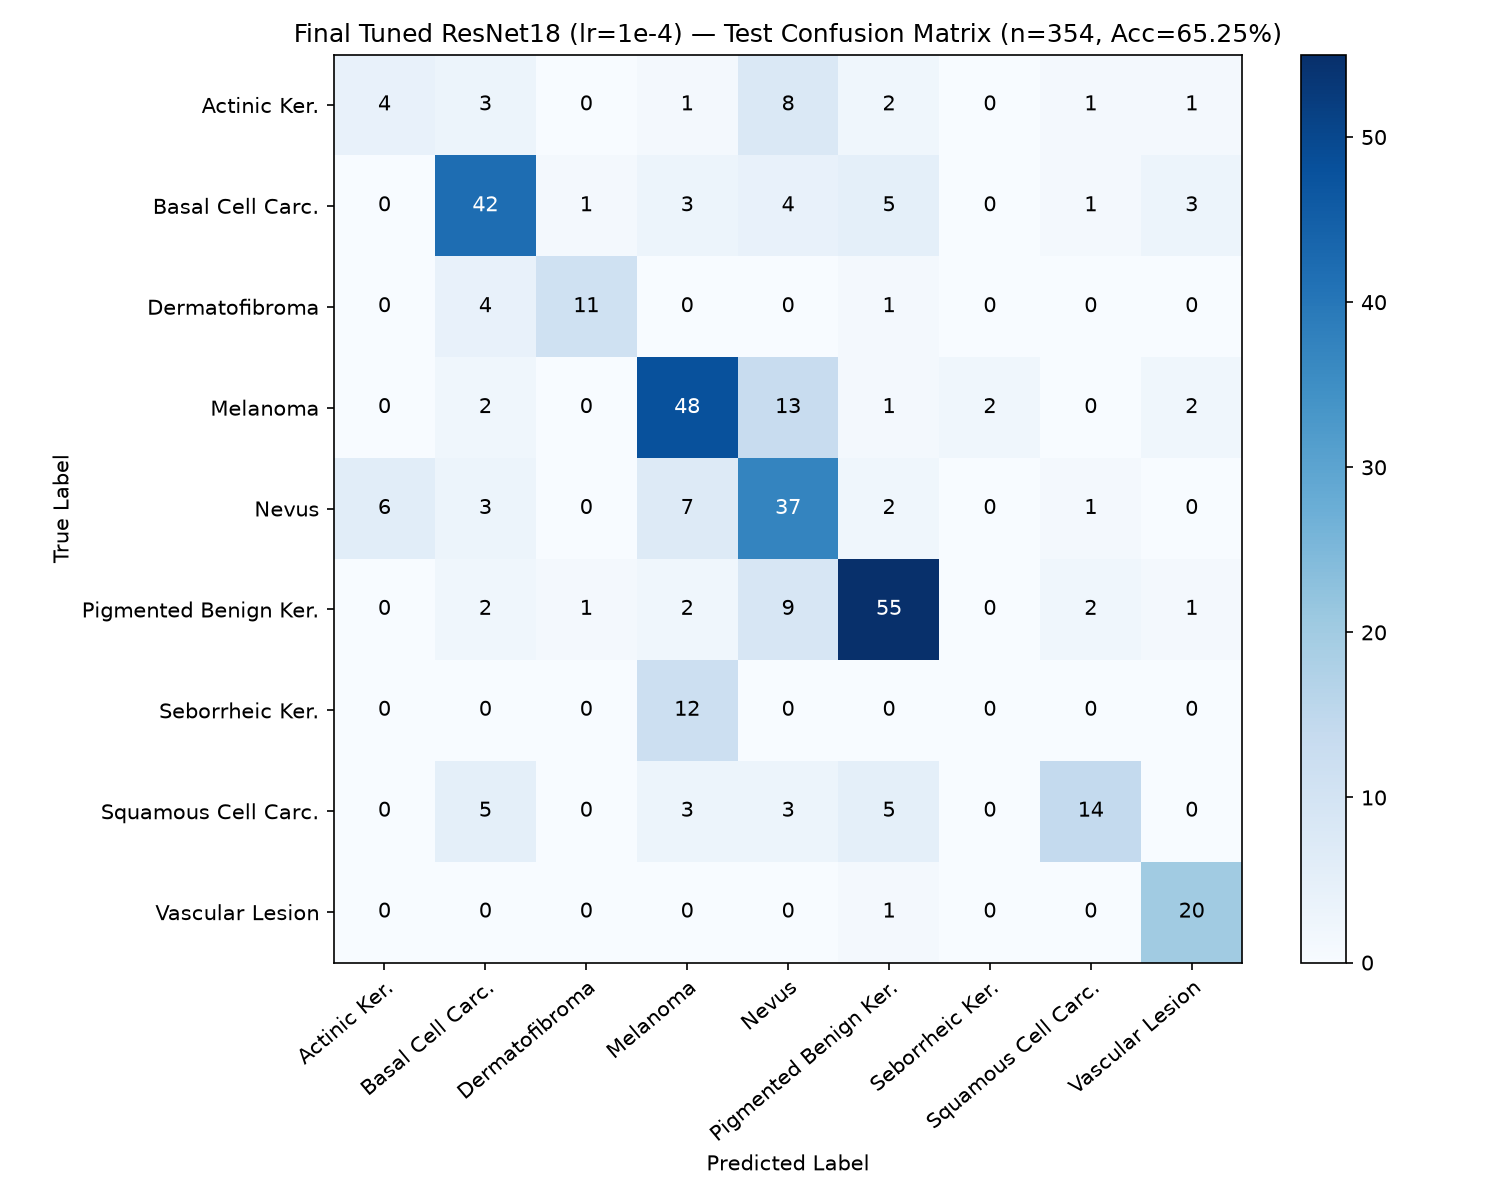 Final Tuned ResNet18 (lr=1e-4) — Test Confusion Matrix (n=354, Acc=65.25%)
True Label
Actinic Ker. 4 3 0 1 8 2 0 1 1
Basal Cell Carc. 0 42 1 3 4 5 0 1 3
Dermatofibroma 0 4 11 0 0 1 0 0 0
Melanoma 0 2 0 48 13 1 2 0 2
Nevus 6 3 0 7 37 2 0 1 0
Pigmented Benign Ker. 0 2 1 2 9 55 0 2 1
Seborrheic Ker. 0 0 0 12 0 0 0 0 0
Squamous Cell Carc. 0 5 0 3 3 5 0 14 0
Vascular Lesion 0 0 0 0 0 1 0 0 20
Actinic Ker.
Basal Cell Carc.
Dermatofibroma
Melanoma
Nevus
Pigmented Benign Ker.
Seborrheic Ker.
Squamous Cell Carc.
Vascular Lesion
Predicted Label
50
40
30
20
10
0